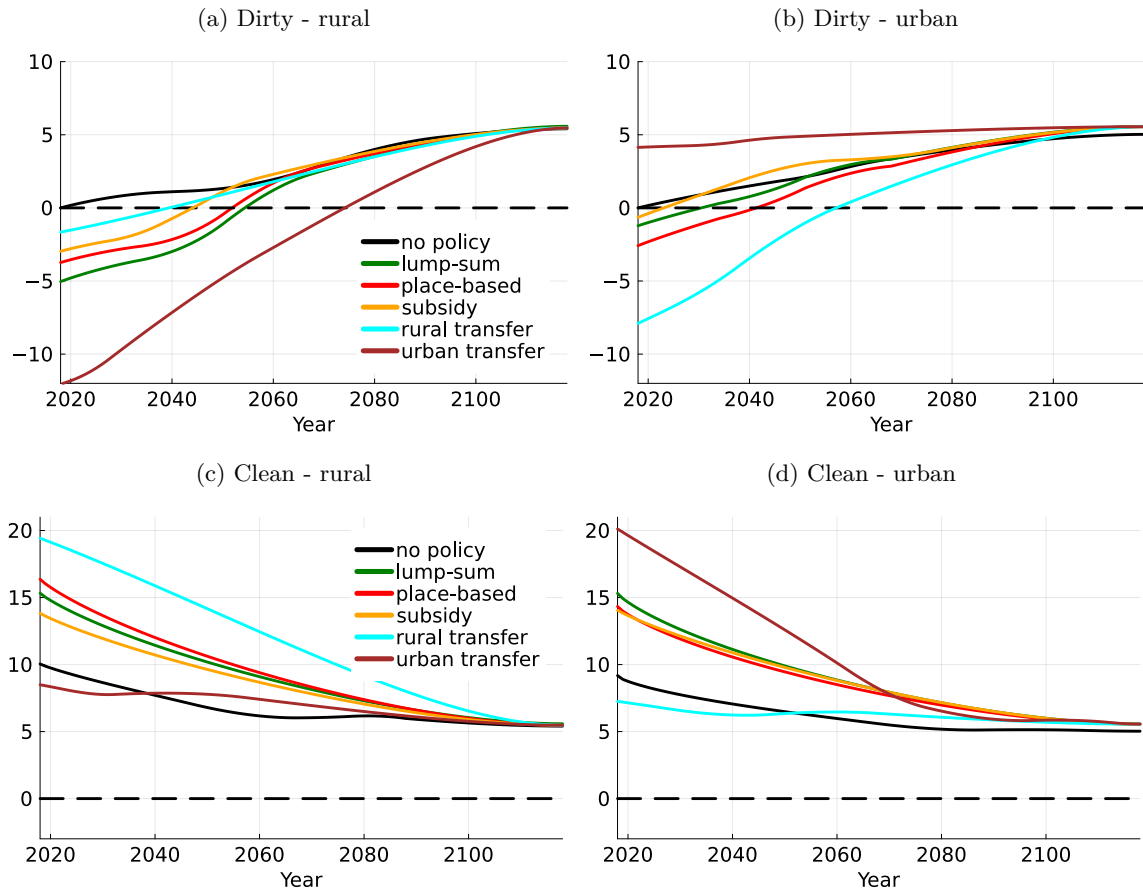 (a) Dirty - rural
(b) Dirty - urban
10
5
0
−5
−10
no policy
lump-sum
place-based
subsidy
rural transfer
urban transfer
2020 2040 2060 2080 2100
Year
10
5
0
−5
−10
2020 2040 2060 2080 2100
Year
(c) Clean - rural
(d) Clean - urban
20
15
10
5
0
no policy
lump-sum
place-based
subsidy
rural transfer
urban transfer
2020 2040 2060 2080 2100
Year
20
15
10
5
0
2020 2040 2060 2080 2100
Year